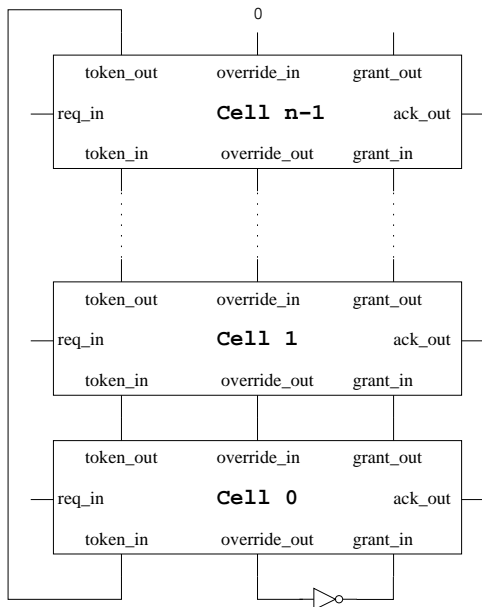 0
token_out override_in grant_out
req_in Cell n-1 ack_out
token_in override_out grant_in
token_out override_in grant_out
req_in Cell 1 ack_out
token_in override_out grant_in
token_out override_in grant_out
req_in Cell 0 ack_out
token_in override_out grant_in